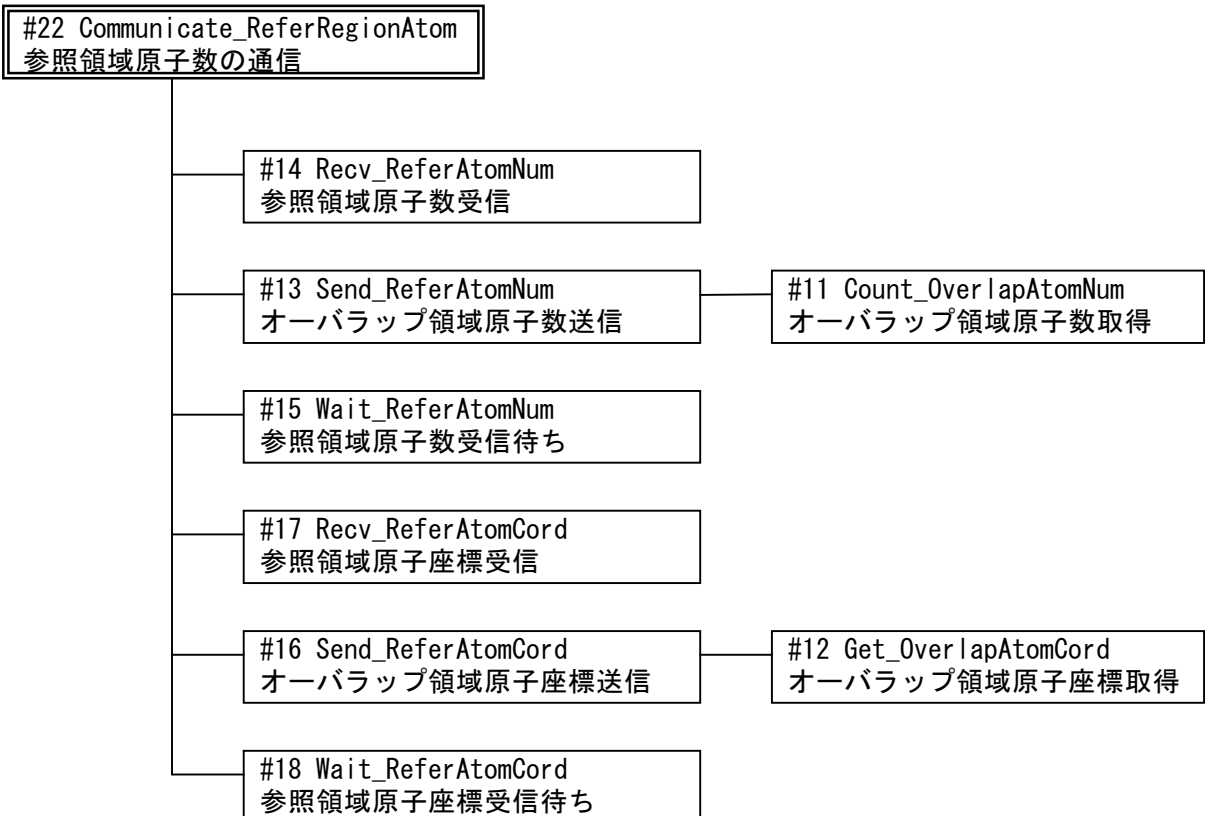 #22 Communicate_ReferRegionAtom
参照領域原子数の通信
#14 Recv_ReferAtomNum
参照領域原子数受信
#13 Send_ReferAtomNum
オーバラップ領域原子数送信
#11 Count_OverlapAtomNum
オーバラップ領域原子数取得
#15 Wait_ReferAtomNum
参照領域原子数受信待ち
#17 Recv_ReferAtomCord
参照領域原子座標受信
#16 Send_ReferAtomCord
オーバラップ領域原子座標送信
#12 Get_OverlapAtomCord
オーバラップ領域原子座標取得
#18 Wait_ReferAtomCord
参照領域原子座標受信待ち